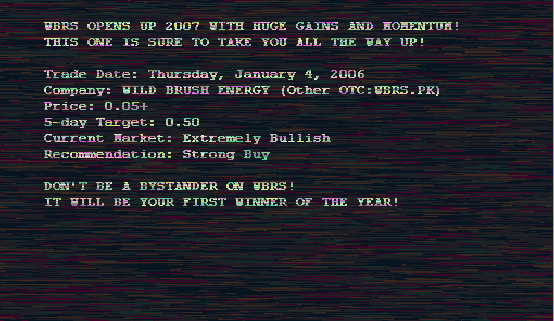 WBRS OPENS UP 2007 WITH HUGE GAINS AND MOMENTUM!
THIS ONE IS SURE TO TAKE YOU ALL THE WAY UP!
Trade Date: Thursday, January 4, 2006
Company: WILD BRUSH ENERGY (Other OTC:WBRS.PK)
Price: 0.05+
5-day Target: 0.50
Current Market: Extremely Bullish
Recommendation: Strong Buy
DON'T BE A BYSTANDER ON WBRS!
IT WILL BE YOUR FIRST WINNER OF THE YEAR!